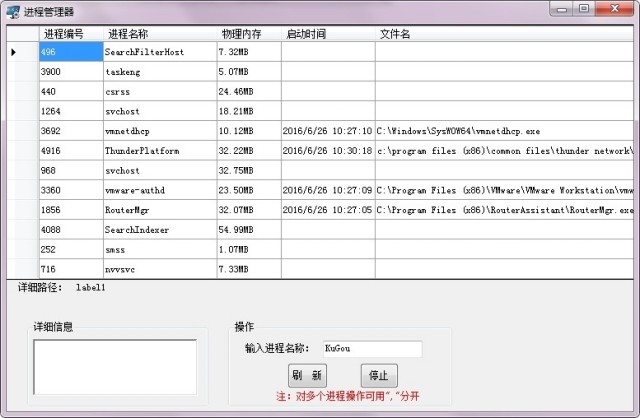 进程管理器
进程编号 进程名称 物理内存 启动时间 文件名
496 SearchFilterHost 7.32MB
3900 taskeng 5.07MB
440 csrss 24.46MB
1264 svchost 18.21MB
3692 vmnetdhcp 10.12MB 2016/6/26 10:27:10 C:\Windows\SysWOW64\vmnetdhcp.exe
4916 ThunderPlatform 32.22MB 2016/6/26 10:30:18 c:\program files (x86)\common files\thunder network\
968 svchost 32.75MB
3360 vmware-authd 23.50MB 2016/6/26 10:27:09 C:\Program Files (x86)\VMware\VMware Workstation\vmw
1856 RouterMgr 32.07MB 2016/6/26 10:27:05 C:\Program Files (x86)\RouterAssistant\RouterMgr.exe
4088 SearchIndexer 54.99MB
252 smss 1.07MB
716 nvvsvc 7.33MB
详细路径： label1
详细信息 操作
输入进程名称： KuGou
刷 新 停止
注：对多个进程操作可用","分开